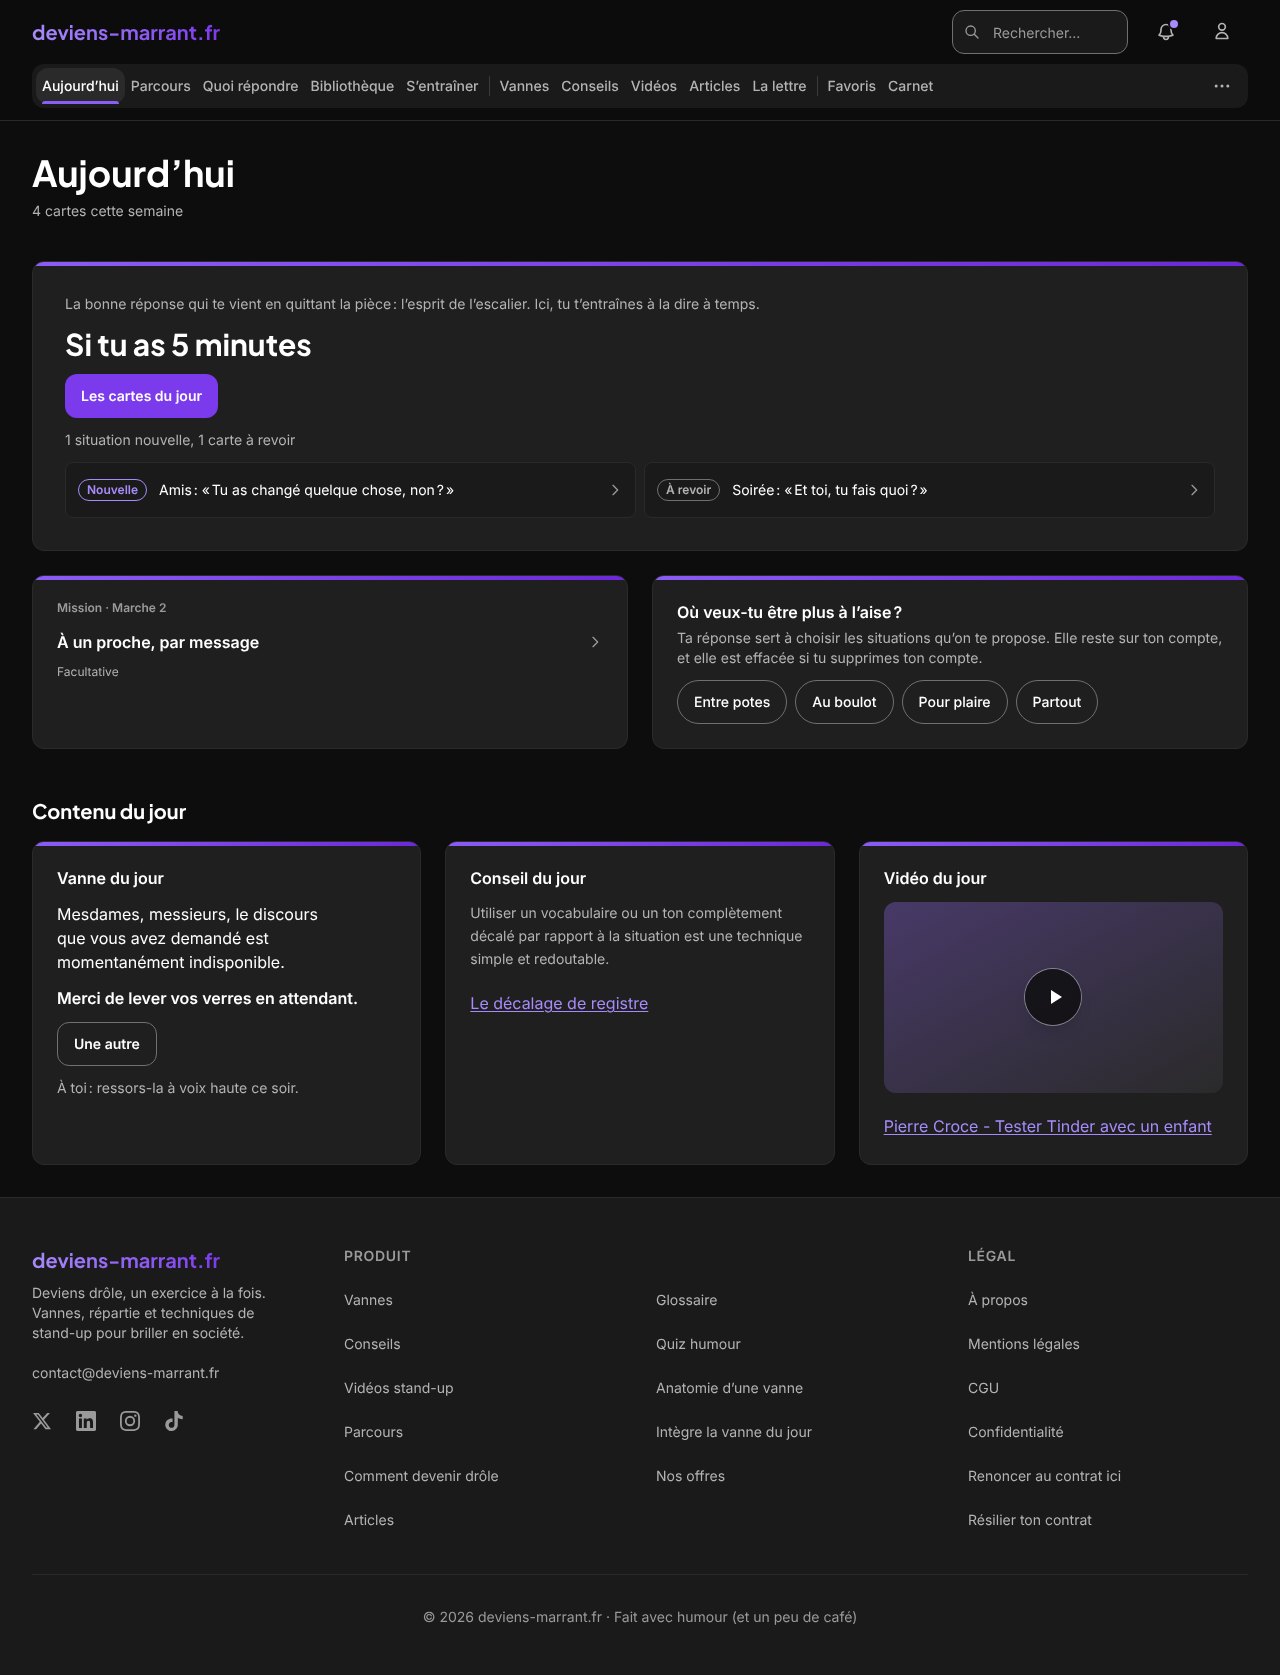 deviens-marrant.fr
Rechercher...
Aujourd’hui Parcours Quoi répondre Bibliothèque S’entraîner Vannes Conseils Vidéos Articles La lettre Favoris Carnet
Aujourd’hui
4 cartes cette semaine
La bonne réponse qui te vient en quittant la pièce : l’esprit de l’escalier. Ici, tu t’entraînes à la dire à temps.
Si tu as 5 minutes
Les cartes du jour
1 situation nouvelle, 1 carte à revoir
Nouvelle Amis : « Tu as changé quelque chose, non ? »
À revoir Soirée : « Et toi, tu fais quoi ? »
Mission · Marche 2
À un proche, par message
Facultative
Où veux-tu être plus à l’aise ?
Ta réponse sert à choisir les situations qu’on te propose. Elle reste sur ton compte,
et elle est effacée si tu supprimes ton compte.
Entre potes Au boulot Pour plaire Partout
Contenu du jour
Vanne du jour
Mesdames, messieurs, le discours
que vous avez demandé est
momentanément indisponible.
Merci de lever vos verres en attendant.
Une autre
À toi : ressors-la à voix haute ce soir.
Conseil du jour
Utiliser un vocabulaire ou un ton complètement
décalé par rapport à la situation est une technique
simple et redoutable.
Le décalage de registre
Vidéo du jour
Pierre Croce - Tester Tinder avec un enfant
deviens-marrant.fr
Deviens drôle, un exercice à la fois.
Vannes, répartie et techniques de
stand-up pour briller en société.
contact@deviens-marrant.fr
PRODUIT
Vannes
Conseils
Vidéos stand-up
Parcours
Comment devenir drôle
Articles
Glossaire
Quiz humour
Anatomie d’une vanne
Intègre la vanne du jour
Nos offres
LÉGAL
À propos
Mentions légales
CGU
Confidentialité
Renoncer au contrat ici
Résilier ton contrat
© 2026 deviens-marrant.fr · Fait avec humour (et un peu de café)